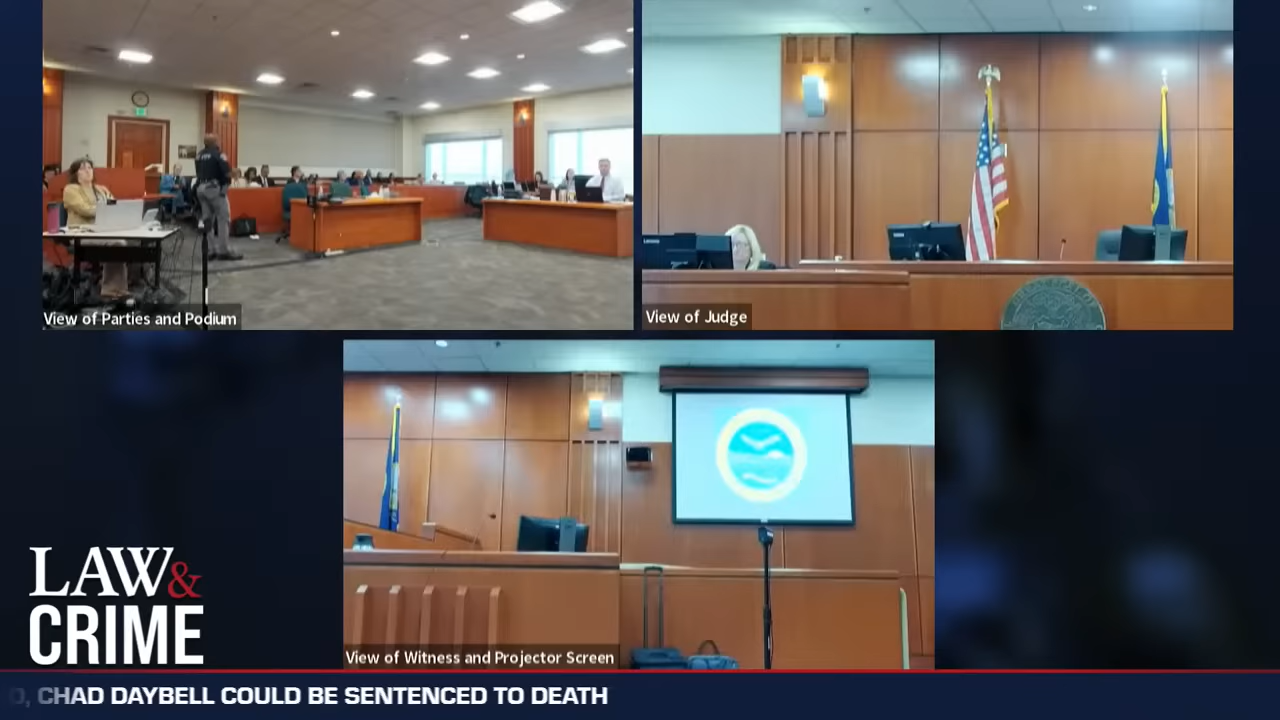 View of Parties and Podium
View of Judge
View of Witness and Projector Screen
LAW&
CRIME
, CHAD DAYBELL COULD BE SENTENCED TO DEATH